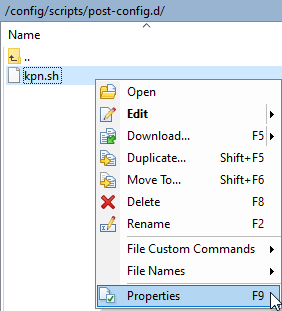 /config/scripts/post-config.d/
Name
..
kpn.sh
Open
Edit
Download... F5
Duplicate... Shift+F5
Move To... Shift+F6
Delete F8
Rename F2
File Custom Commands
File Names
Properties F9